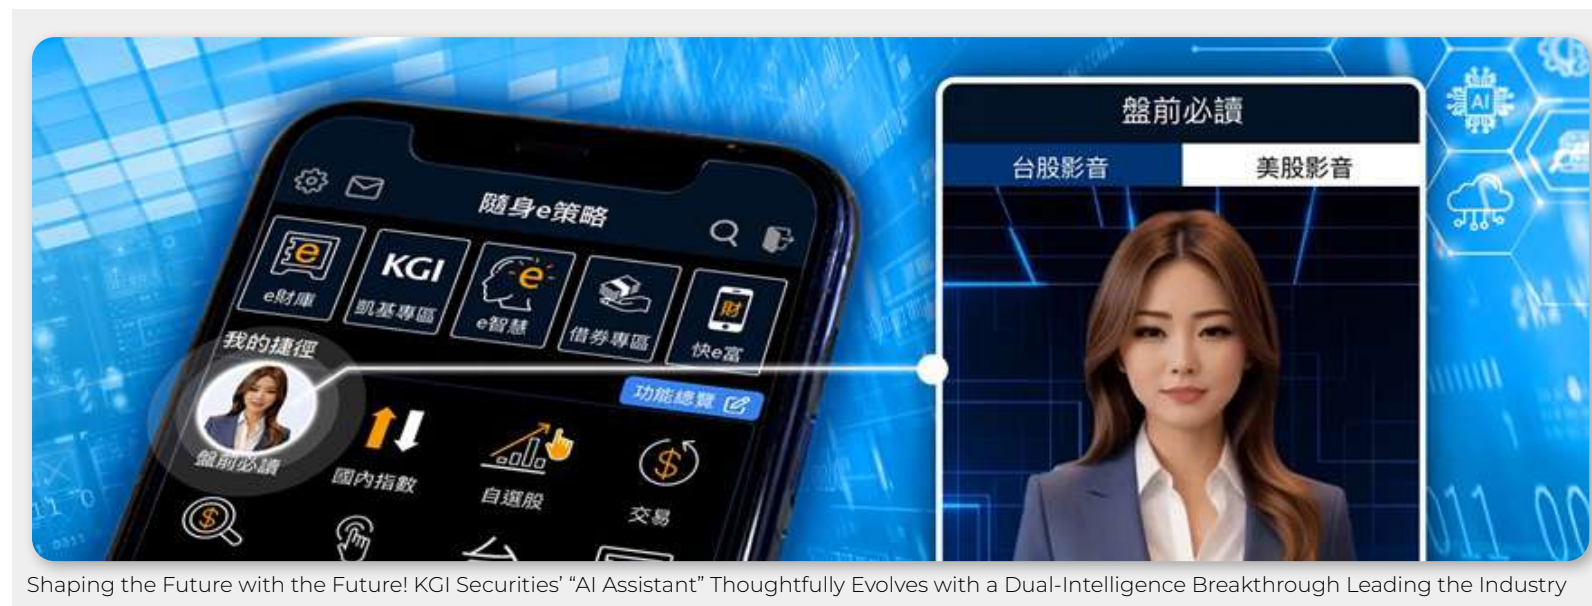 盤前必讀
台股影音
美股影音
AI
隨身e策略
e
KGI
e
財
e財庫
凱基專區
e智慧
借券專區
快e富
我的捷徑
功能總覽
盤前必讀
國內指數
自選股
交易
011 00
Shaping the Future with the Future! KGI Securities’ “AI Assistant” Thoughtfully Evolves with a Dual-Intelligence Breakthrough Leading the Industry